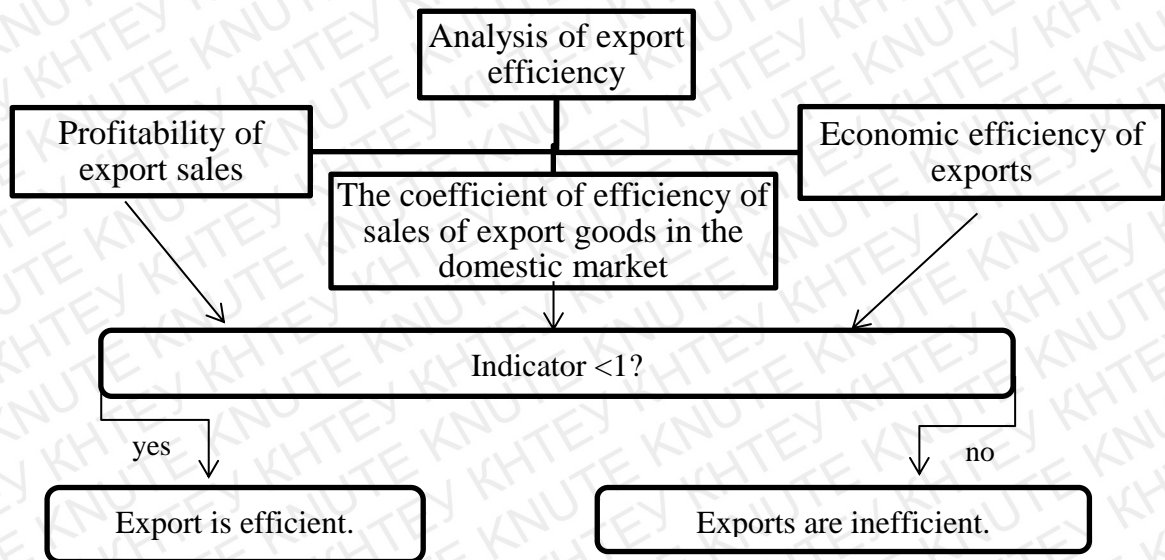 Analysis of export
efficiency
Profitability of
export sales
Economic efficiency of
exports
The coefficient of efficiency of
sales of export goods in the
domestic market
Indicator <1?
yes
no
Export is efficient.
Exports are inefficient.